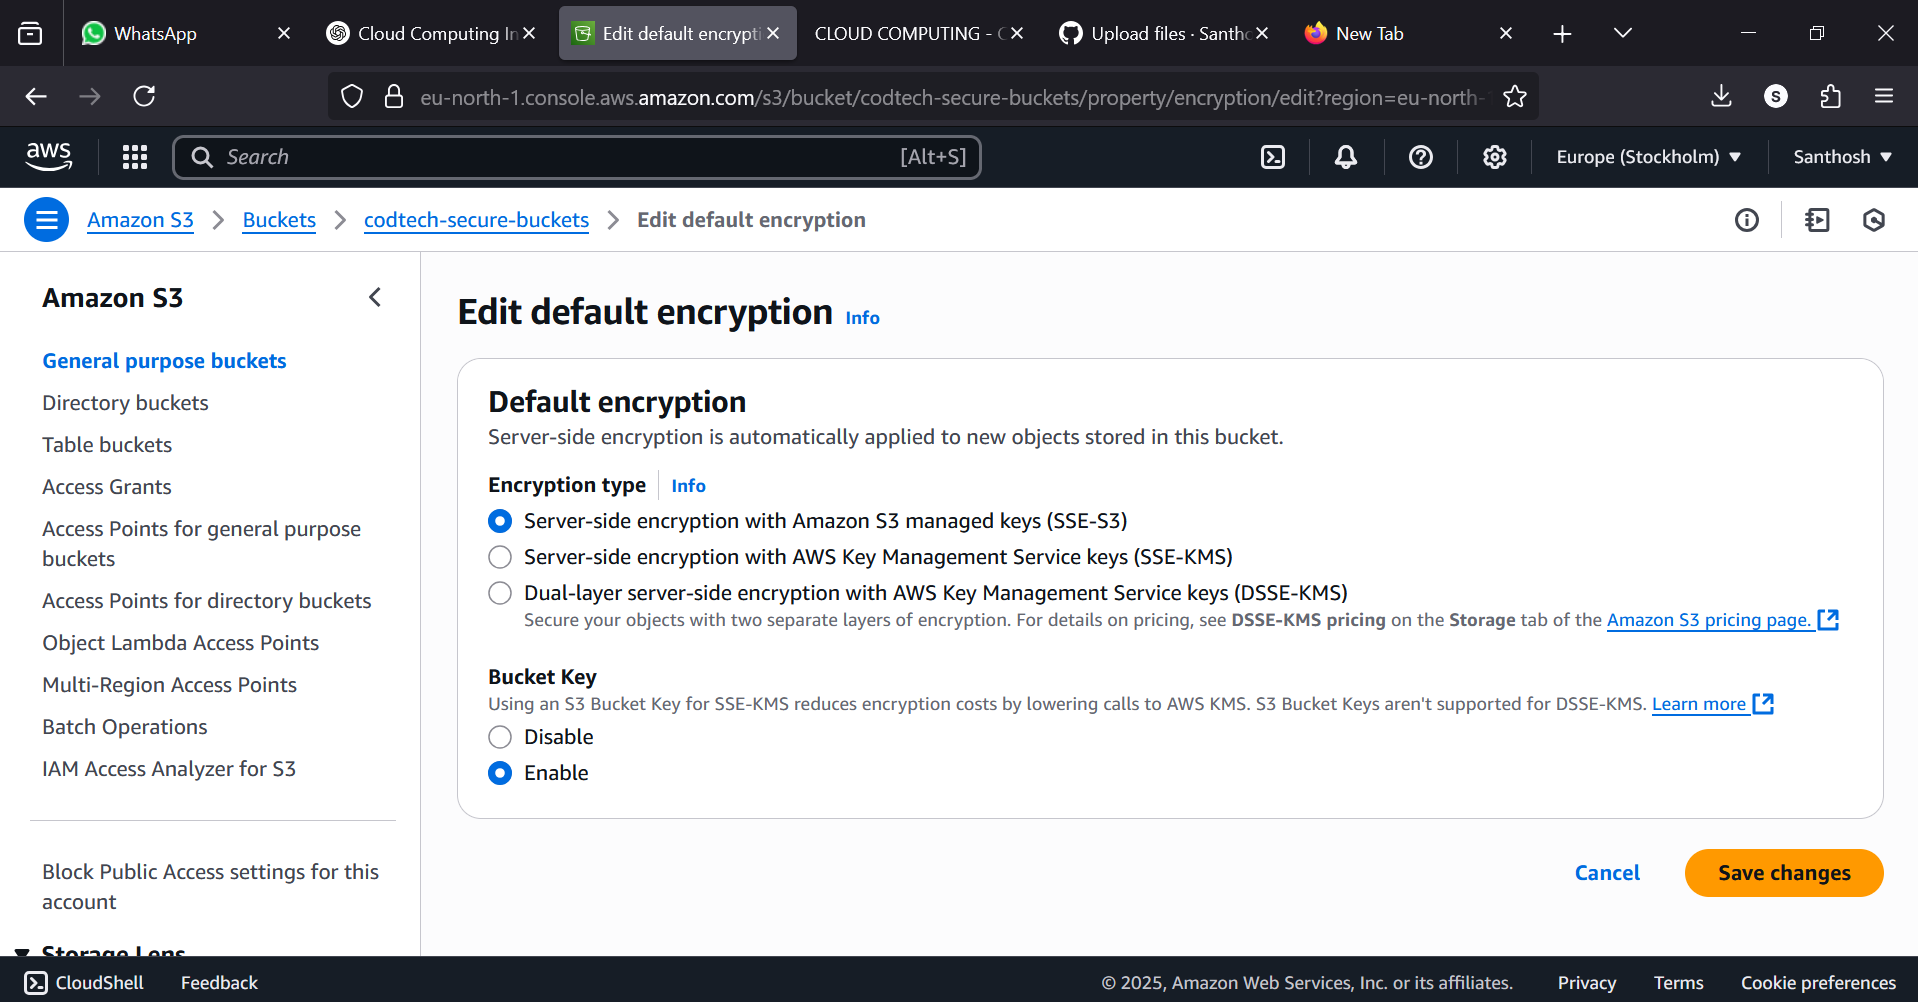 WhatsApp
Cloud Computing In
Edit default encrypti
CLOUD COMPUTING - C
Upload files · Santho
New Tab
eu-north-1.console.aws.amazon.com/s3/bucket/codtech-secure-buckets/property/encryption/edit?region=eu-north-
S
aws
Search
[Alt+S]
Europe (Stockholm)
Santhosh
Amazon S3
Buckets
codtech-secure-buckets
Edit default encryption
Amazon S3
General purpose buckets
Directory buckets
Table buckets
Access Grants
Access Points for general purpose
buckets
Access Points for directory buckets
Object Lambda Access Points
Multi-Region Access Points
Batch Operations
IAM Access Analyzer for S3
Block Public Access settings for this
account
Storage Lens
Edit default encryption Info
Default encryption
Server-side encryption is automatically applied to new objects stored in this bucket.
Encryption type Info
Server-side encryption with Amazon S3 managed keys (SSE-S3)
Server-side encryption with AWS Key Management Service keys (SSE-KMS)
Dual-layer server-side encryption with AWS Key Management Service keys (DSSE-KMS)
Secure your objects with two separate layers of encryption. For details on pricing, see DSSE-KMS pricing on the Storage tab of the Amazon S3 pricing page.
Bucket Key
Using an S3 Bucket Key for SSE-KMS reduces encryption costs by lowering calls to AWS KMS. S3 Bucket Keys aren't supported for DSSE-KMS. Learn more
Disable
Enable
Cancel
Save changes
CloudShell
Feedback
© 2025, Amazon Web Services, Inc. or its affiliates.
Privacy
Terms
Cookie preferences